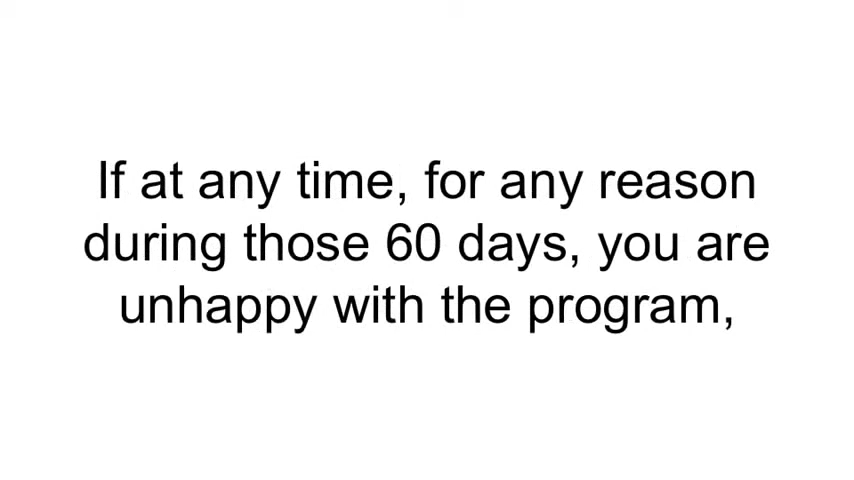 If at any time, for any reason
during those 60 days, you are
unhappy with the program,